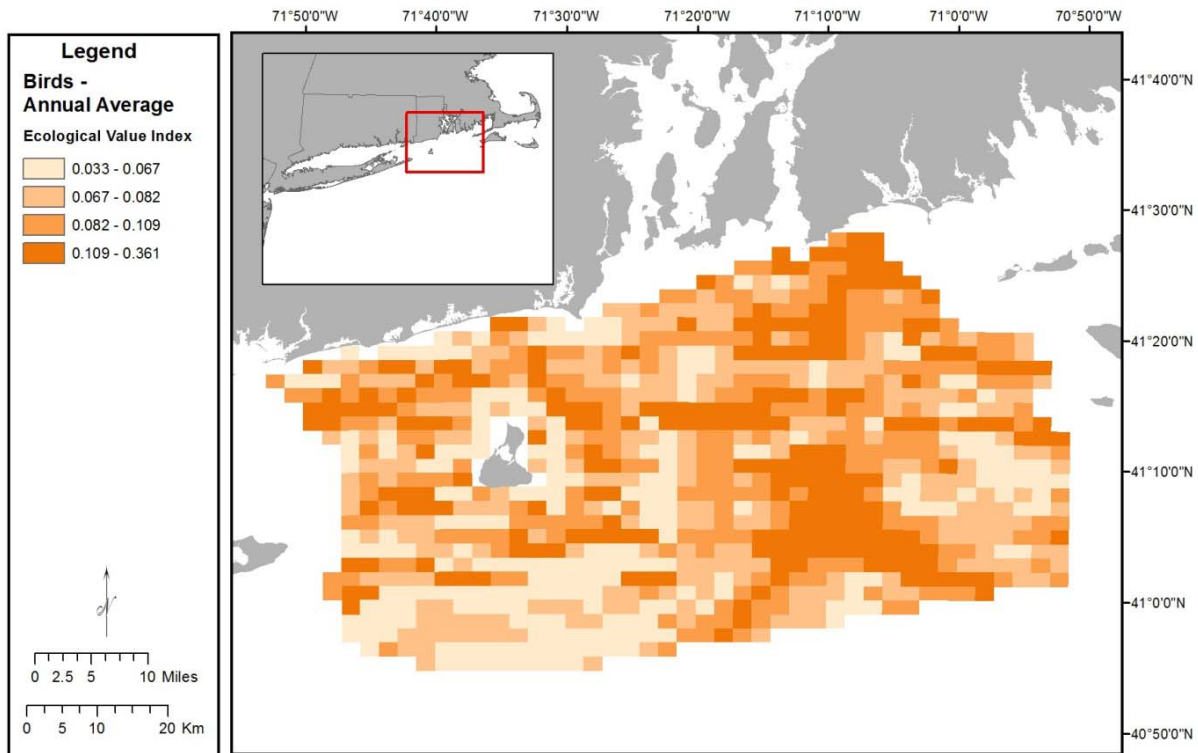 71°50'0"W 71°40'0"W 71°30'0"W 71°20'0"W 71°10'0"W 71°0'0"W 70°50'0"W
Legend
Birds -
Annual Average
Ecological Value Index
0.033 - 0.067
0.067 - 0.082
0.082 - 0.109
0.109 - 0.361
N
0 2.5 5 10 Miles
0 5 10 20 Km
41°40'0"N
41°30'0"N
41°20'0"N
41°10'0"N
41°0'0"N
40°50'0"N